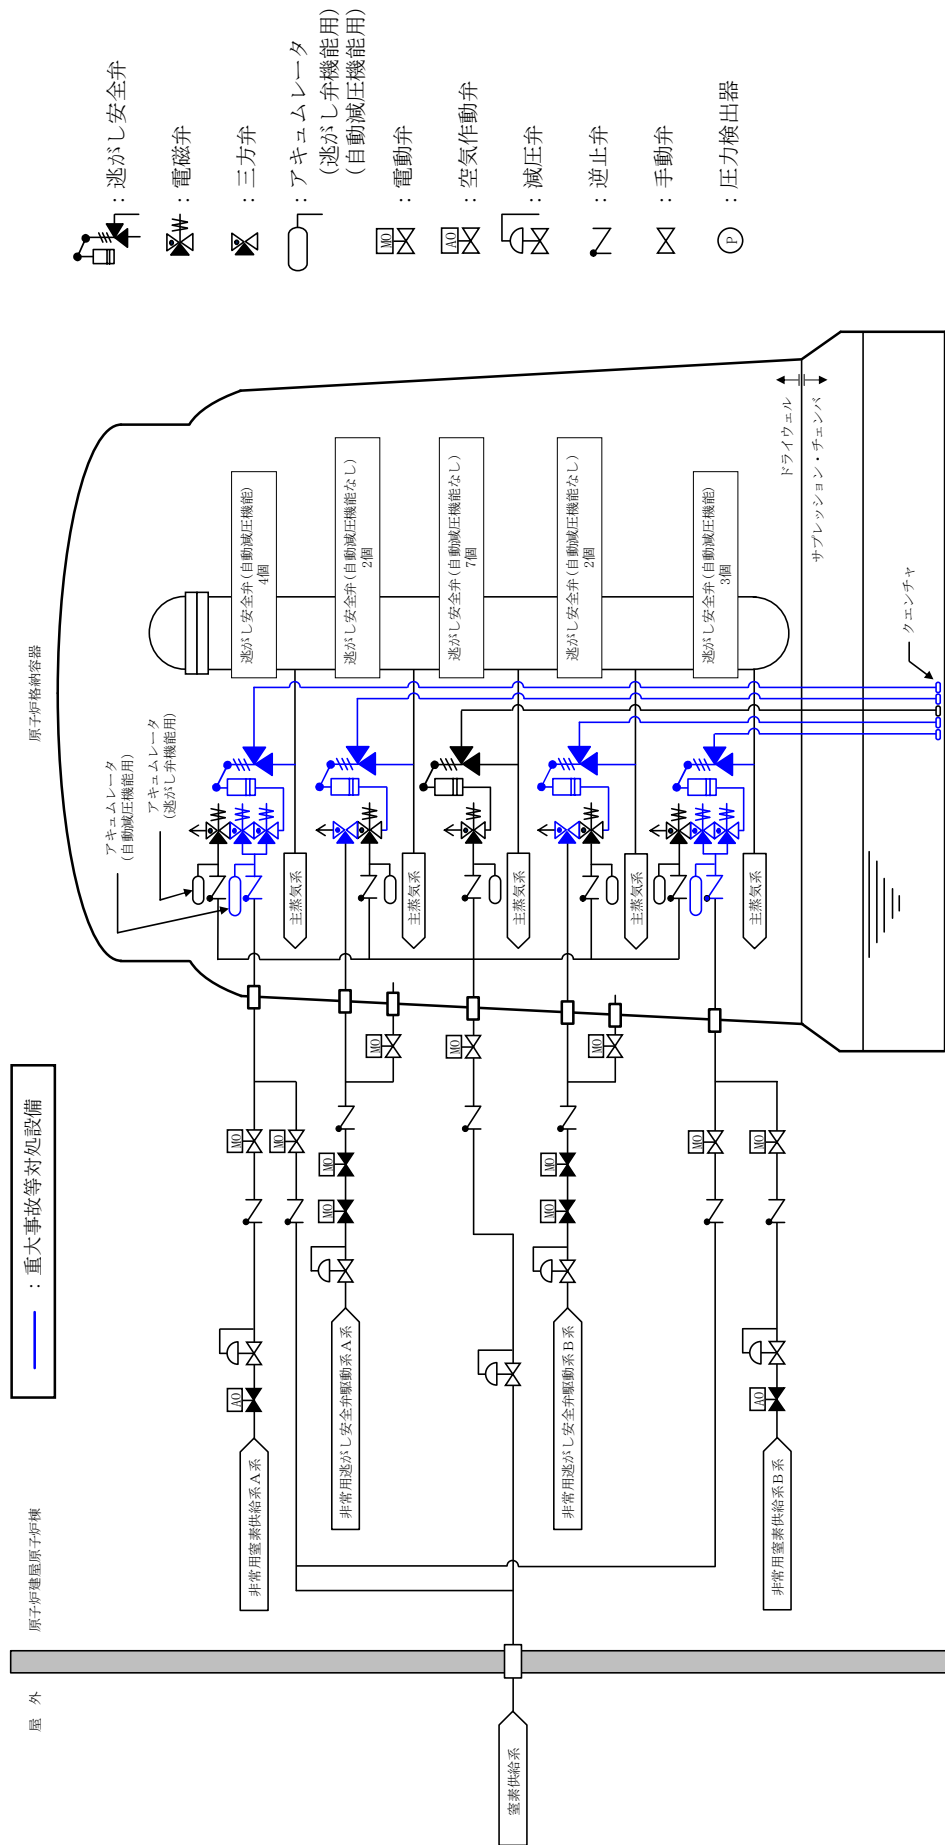 ━ : 重大事故等対処設備
屋 外
原子炉建屋原子炉棟
原子炉格納容器
アキュムレータ
(自動減圧機能用)
アキュムレータ
(逃がし弁機能用)
窒素供給系
非常用窒素供給系A系
非常用逃がし安全弁駆動系A系
非常用逃がし安全弁駆動系B系
非常用窒素供給系B系
AO
MO
MO
MO
MO
MO
MO
MO
MO
MO
MO
MO
AO
主蒸気系
主蒸気系
主蒸気系
主蒸気系
主蒸気系
逃がし安全弁(自動減圧機能)
4個
逃がし安全弁(自動減圧機能なし)
2個
逃がし安全弁(自動減圧機能なし)
7個
逃がし安全弁(自動減圧機能なし)
2個
逃がし安全弁(自動減圧機能)
3個
ドライウェル
サプレッション・チェンバ
クエンチャ
: 逃がし安全弁
: 電磁弁
: 三方弁
: アキュムレータ
(逃がし弁機能用)
(自動減圧機能用)
MO : 電動弁
AO : 空気作動弁
: 減圧弁
: 逆止弁
: 手動弁
P : 圧力検出器